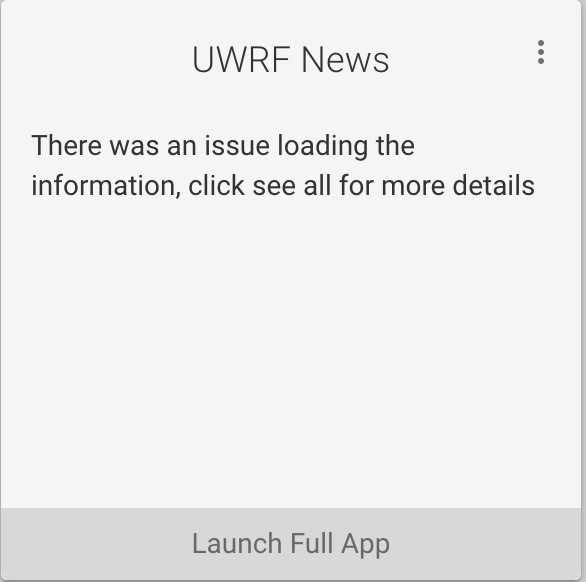 UWRF News
There was an issue loading the
information, click see all for more details
Launch Full App